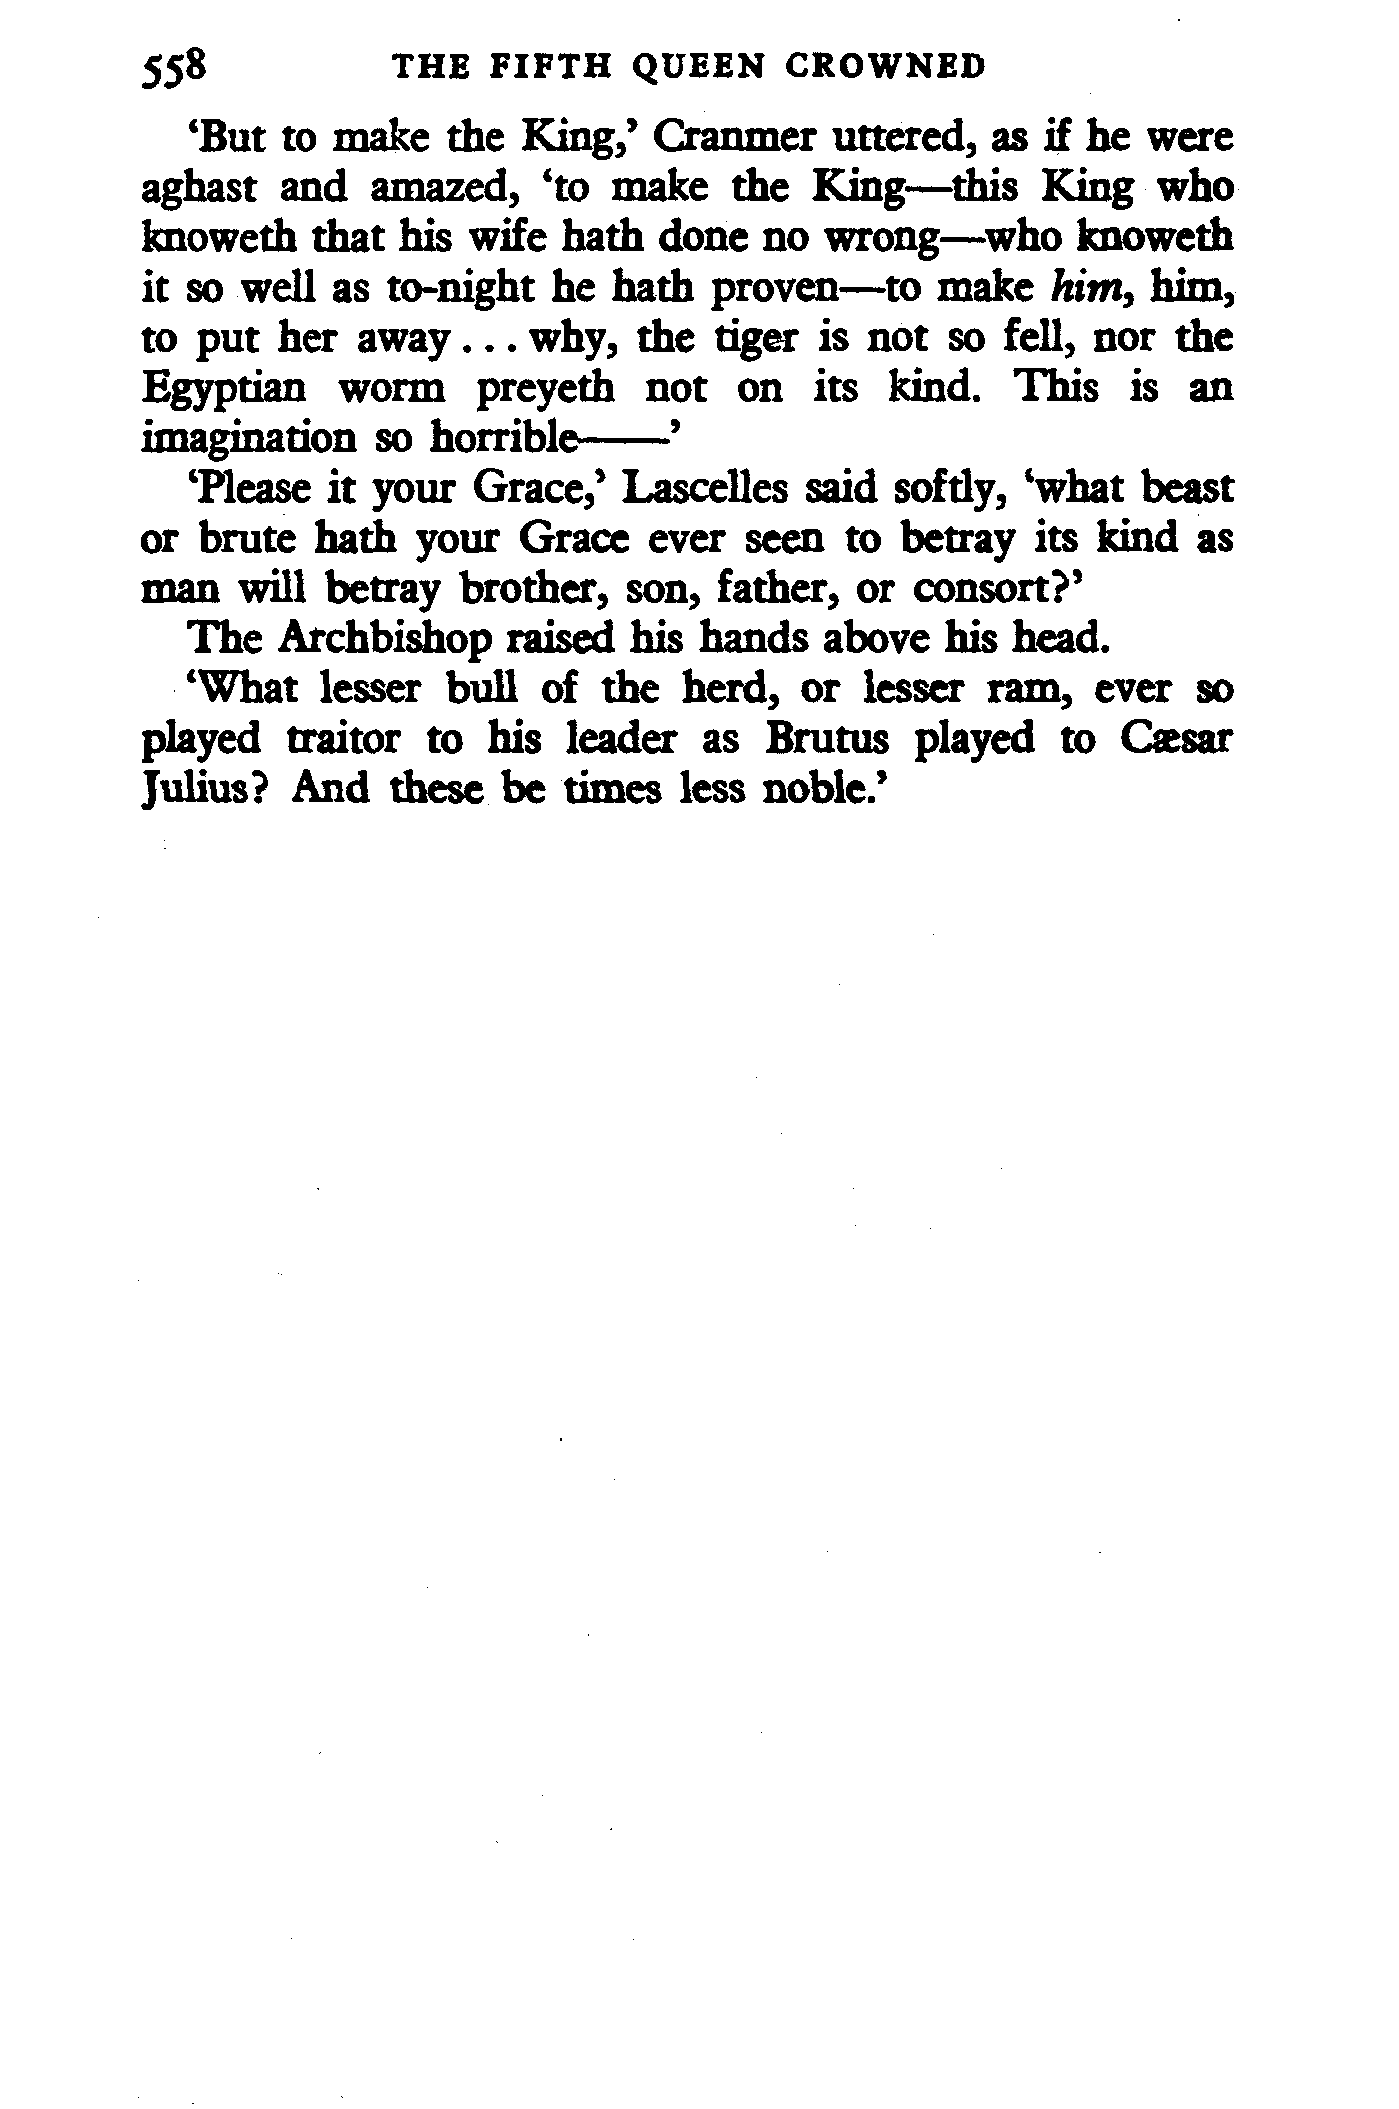 558 THE FIFTH QUEEN CROWNED
‘But to make the King,’ Cranmer uttered, as if he were
aghast and amazed, ‘to make the King—this King who
knoweth that his wife hath done no wrong—who knoweth
it so well as to-night he hath proven—to make him, him,
to put her away . . . why, the tiger is not so fell, nor the
Egyptian worm preyeth not on its kind. This is an
imagination so horrible——’
‘Please it your Grace,’ Lascelles said softly, ‘what beast
or brute hath your Grace ever seen to betray its kind as
man will betray brother, son, father, or consort?’
The Archbishop raised his hands above his head.
‘What lesser bull of the herd, or lesser ram, ever so
played traitor to his leader as Brutus played to Cæsar
Julius? And these be times less noble.’